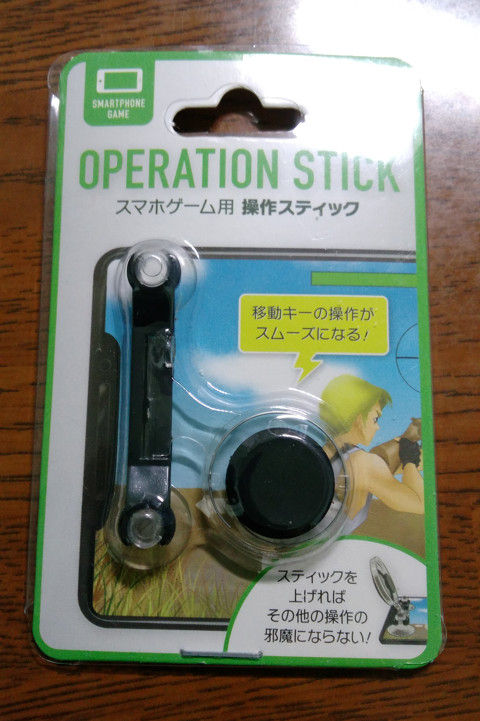 SMARTPHONE
GAME
OPERATION STICK
スマホゲーム用 操作スティック
移動キーの操作が
スムーズになる!
スティックを
上げれば
その他の操作の
邪魔にならない!